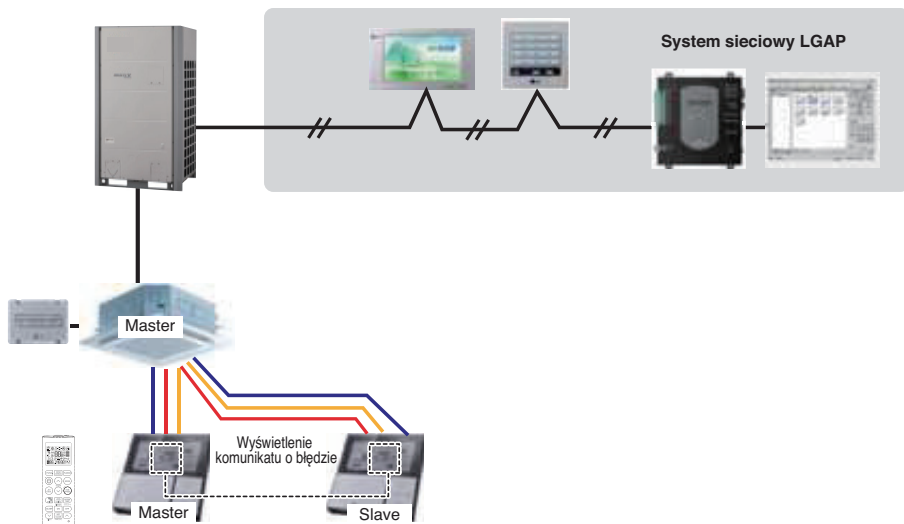 System sieciowy LGAP
Master
Wyświetlenie
komunikatu o błędzie
Master
Slave